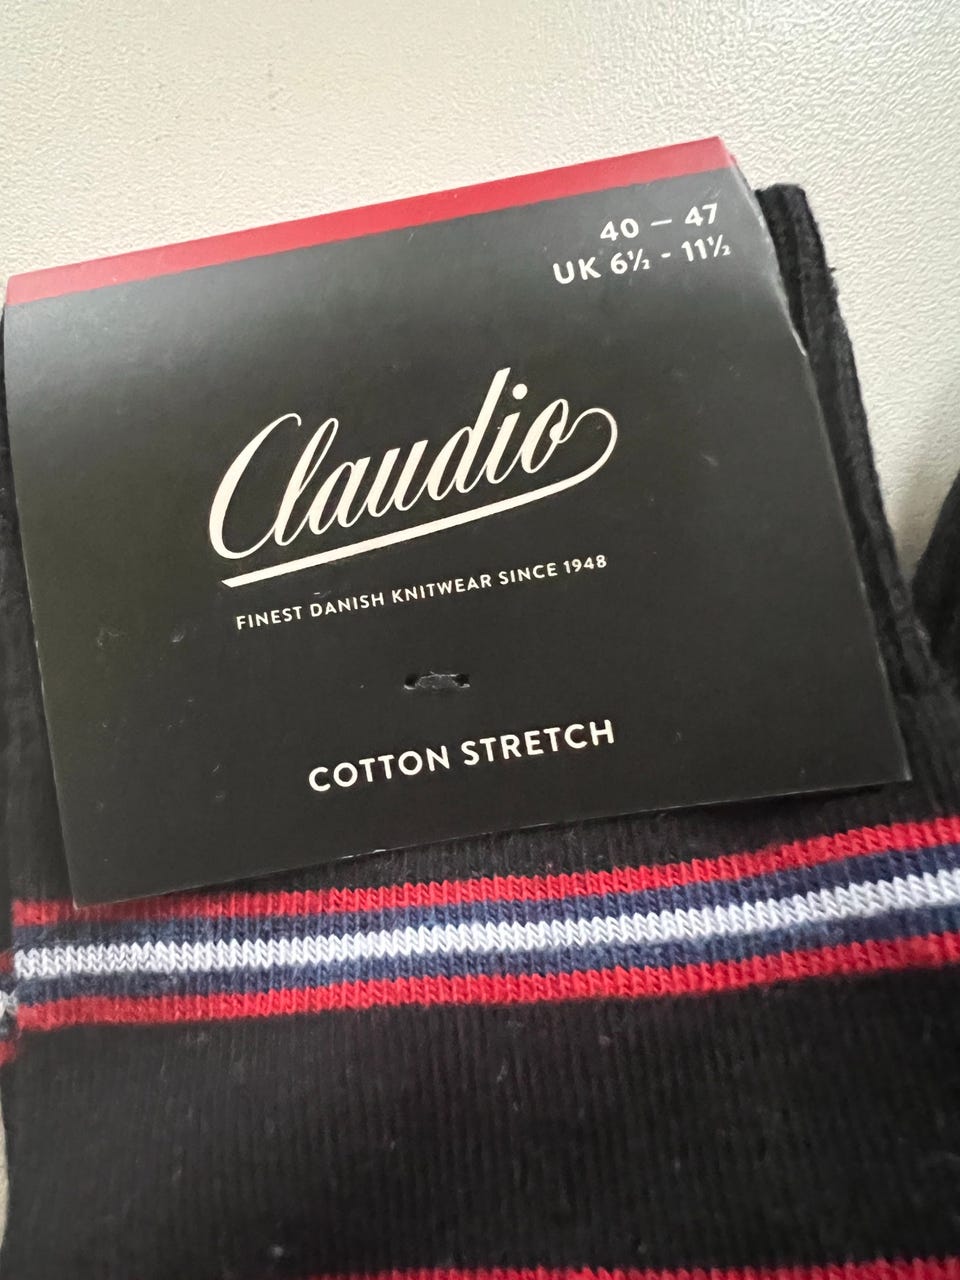 40 – 47
UK 6½ - 11½
Claudio
FINEST DANISH KNITWEAR SINCE 1948
COTTON STRETCH